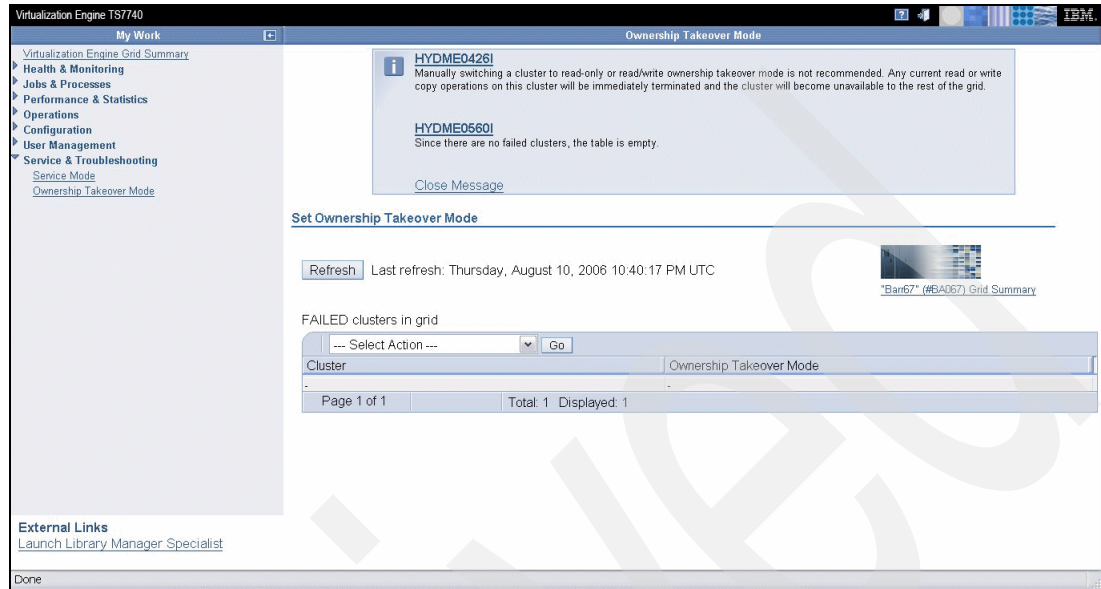 Virtualization Engine TS7740
?
IBM.
My Work
Ownership Takeover Mode
Virtualization Engine Grid Summary
Health & Monitoring
Jobs & Processes
Performance & Statistics
Operations
Configuration
User Management
Service & Troubleshooting
Service Mode
Ownership Takeover Mode
i
HYDME0426I
Manually switching a cluster to read-only or read/write ownership takeover mode is not recommended. Any current read or write
copy operations on this cluster will be immediately terminated and the cluster will become unavailable to the rest of the grid.
HYDME0560I
Since there are no failed clusters, the table is empty.
Close Message
Set Ownership Takeover Mode
Refresh Last refresh: Thursday, August 10, 2006 10:40:17 PM UTC
"Barr67" (#BA067) Grid Summary
FAILED clusters in grid
--- Select Action --- Go
Cluster Ownership Takeover Mode
- -
Page 1 of 1 Total: 1 Displayed: 1
External Links
Launch Library Manager Specialist
Done